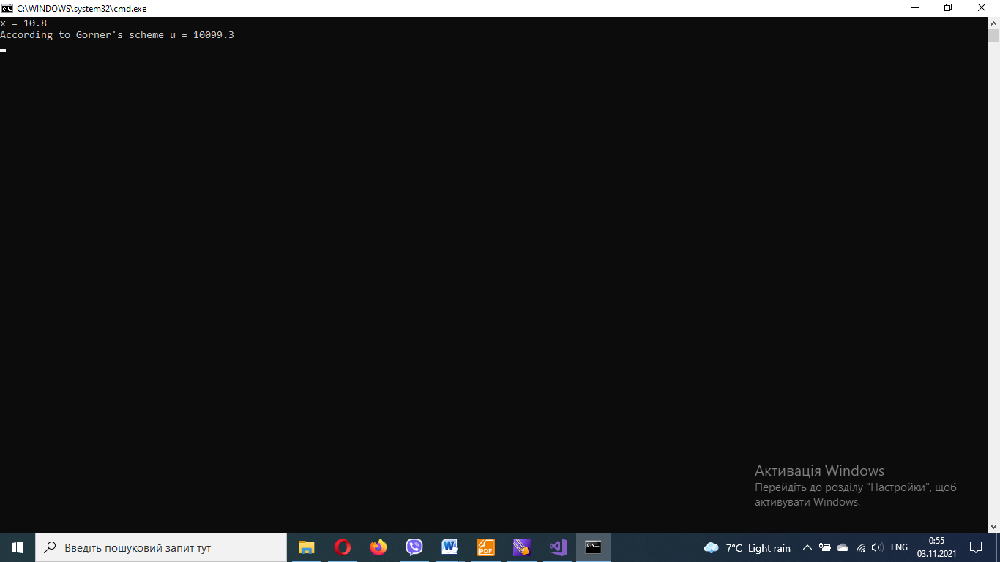 C:\WINDOWS\system32\cmd.exe
x = 10.8
According to Gorner's scheme u = 10099.3
Активація Windows
Перейдіть до розділу "Настройки", щоб
активувати Windows.
Введіть пошуковий запит тут
7°C Light rain
ENG
0:55
03.11.2021